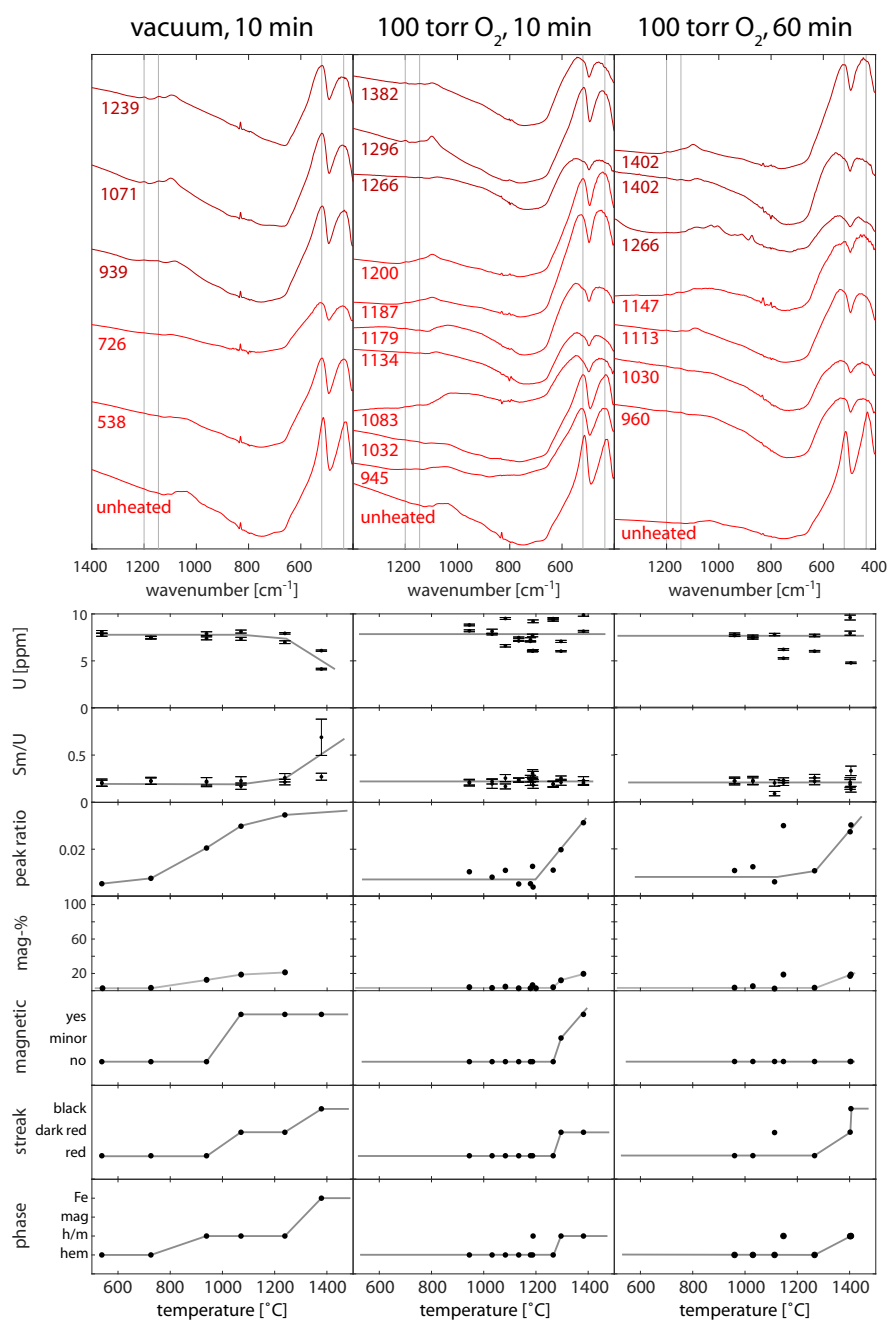 vacuum, 10 min
100 torr O2, 10 min
100 torr O2, 60 min
1239
1071
939
726
538
unheated
1382
1296
1266
1200
1187
1179
1134
1083
1032
945
unheated
1402
1402
1266
1147
1113
1030
960
unheated
1400 1200 1000 800 600
1200 1000 800 600
1200 1000 800 600 400
wavenumber [cm-1]
wavenumber [cm-1]
wavenumber [cm-1]
U [ppm]
10
5
0
Sm/U
0.5
0
peak ratio
0.02
mag-%
100
60
20
magnetic
yes
minor
no
streak
black
dark red
red
phase
Fe
mag
h/m
hem
600 800 1000 1200 1400
600 800 1000 1200 1400
600 800 1000 1200 1400
temperature [˚C]
temperature [˚C]
temperature [˚C]